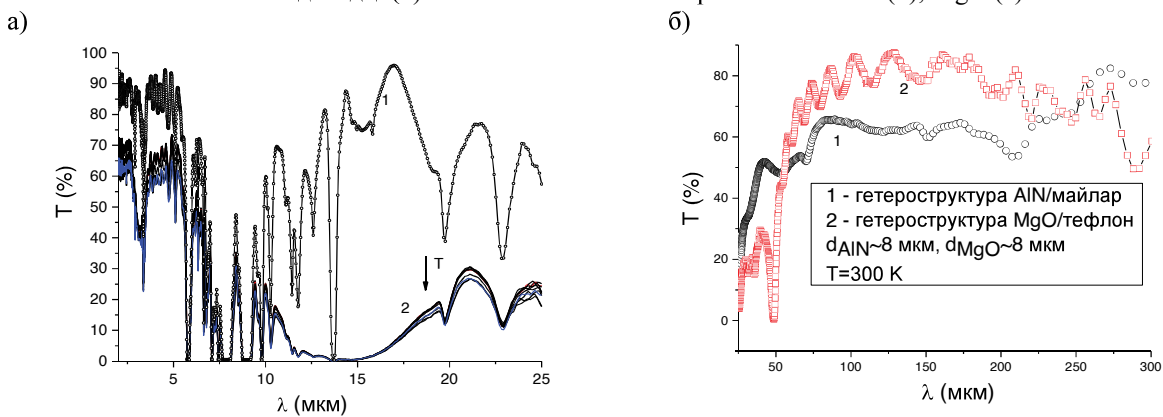 а)
б)
100
90
80
70
60
50
40
30
20
10
0
T (%)
5
10
15
20
25
λ (мкм)
1
2
T
80
60
40
20
0
T (%)
50
100
150
200
250
300
λ (мкм)
2
1
1 - гетероструктура AlN/майлар
2 - гетероструктура MgO/тефлон
dAlN~8 мкм, dMgO~8 мкм
T=300 K